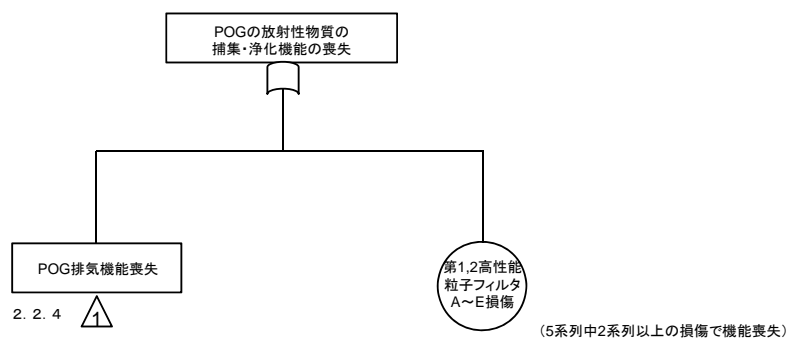 POGの放射性物質の
捕集・浄化機能の喪失
POG排気機能喪失
第1,2高性能
粒子フィルタ
A～E損傷
2．2．4
1
(5系列中2系列以上の損傷で機能喪失)